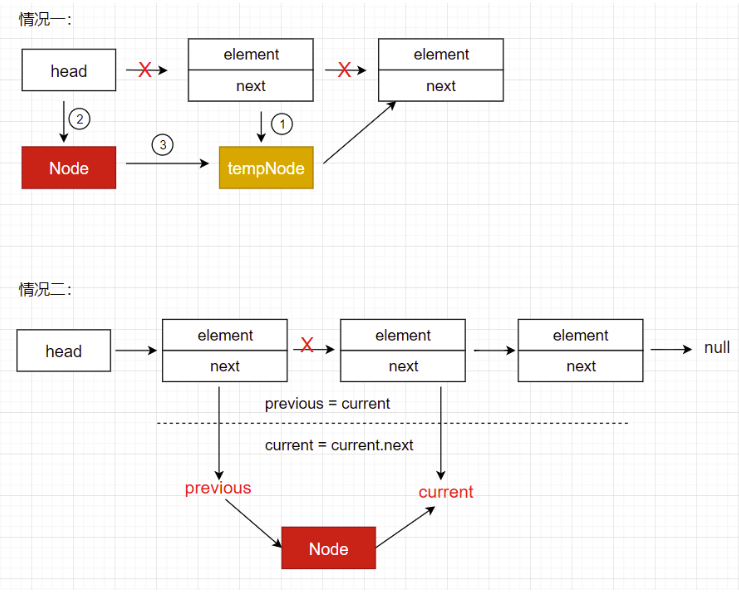 情况一：
head
X
element
next
X
element
next
②
①
③
Node
tempNode
情况二：
head
element
next
X
element
next
element
next
null
previous = current
current = current.next
previous
current
Node